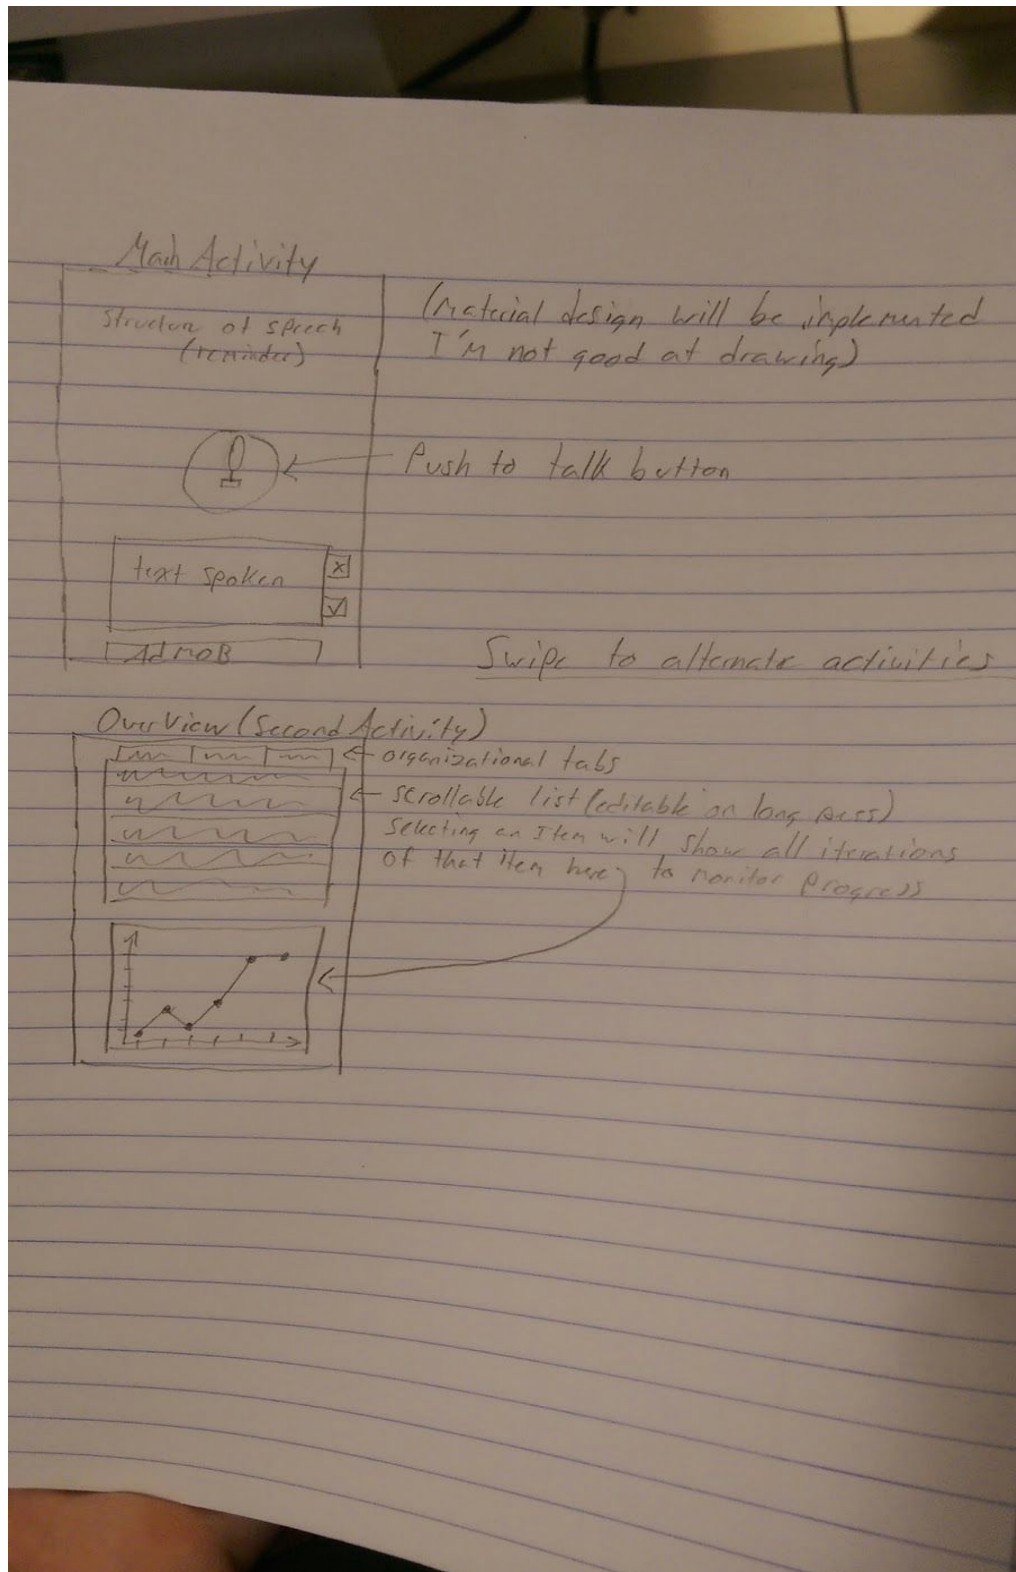 Main Activity
Structure of speech
(reminder)
(Material design will be implemented
I'm not good at drawing)
Push to talk button
text spoken
X
AdMOB
Swipe to alternate activities
OverView (Second Activity)
organizational tabs
scrollable list (editable on long press)
selecting an Item will show all itrations
of that item here to monitor progress